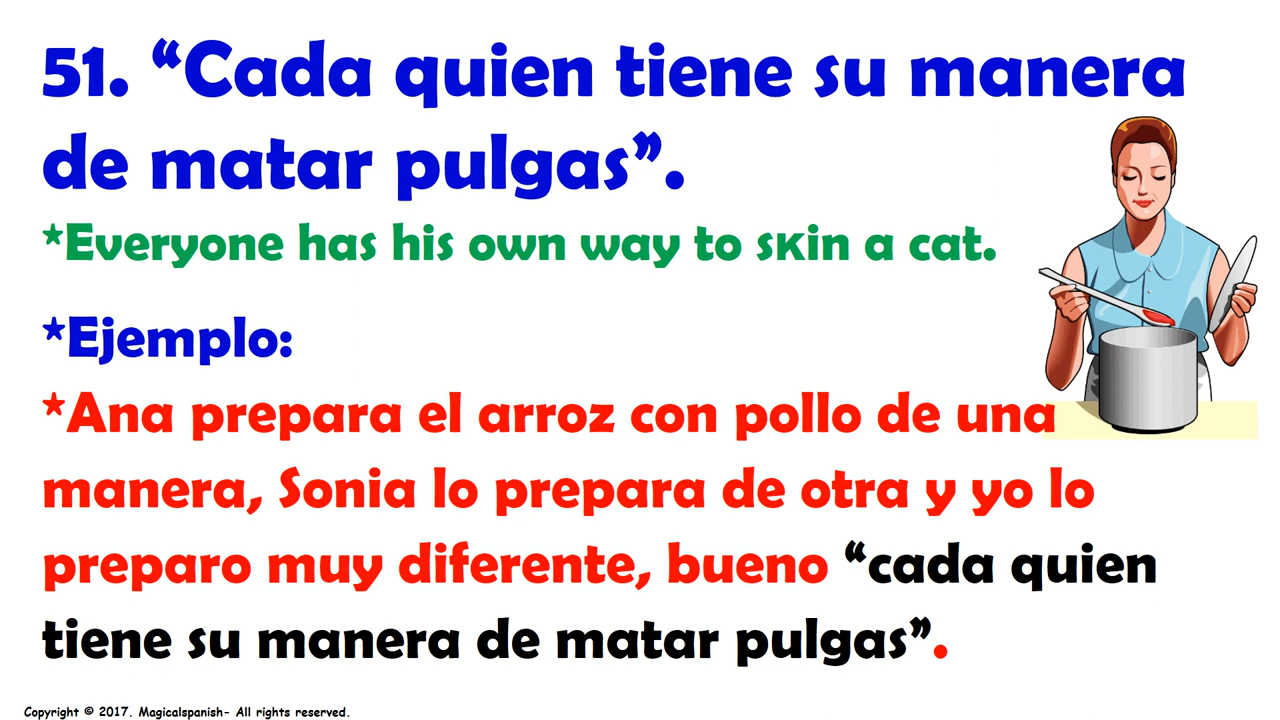 51. “Cada quien tiene su manera
de matar pulgas”.
*Everyone has his own way to skin a cat.
*Ejemplo:
*Ana prepara el arroz con pollo de una
manera, Sonia lo prepara de otra y yo lo
preparo muy diferente, bueno “cada quien
tiene su manera de matar pulgas”.
Copyright © 2017. Magicalspanish- All rights reserved.